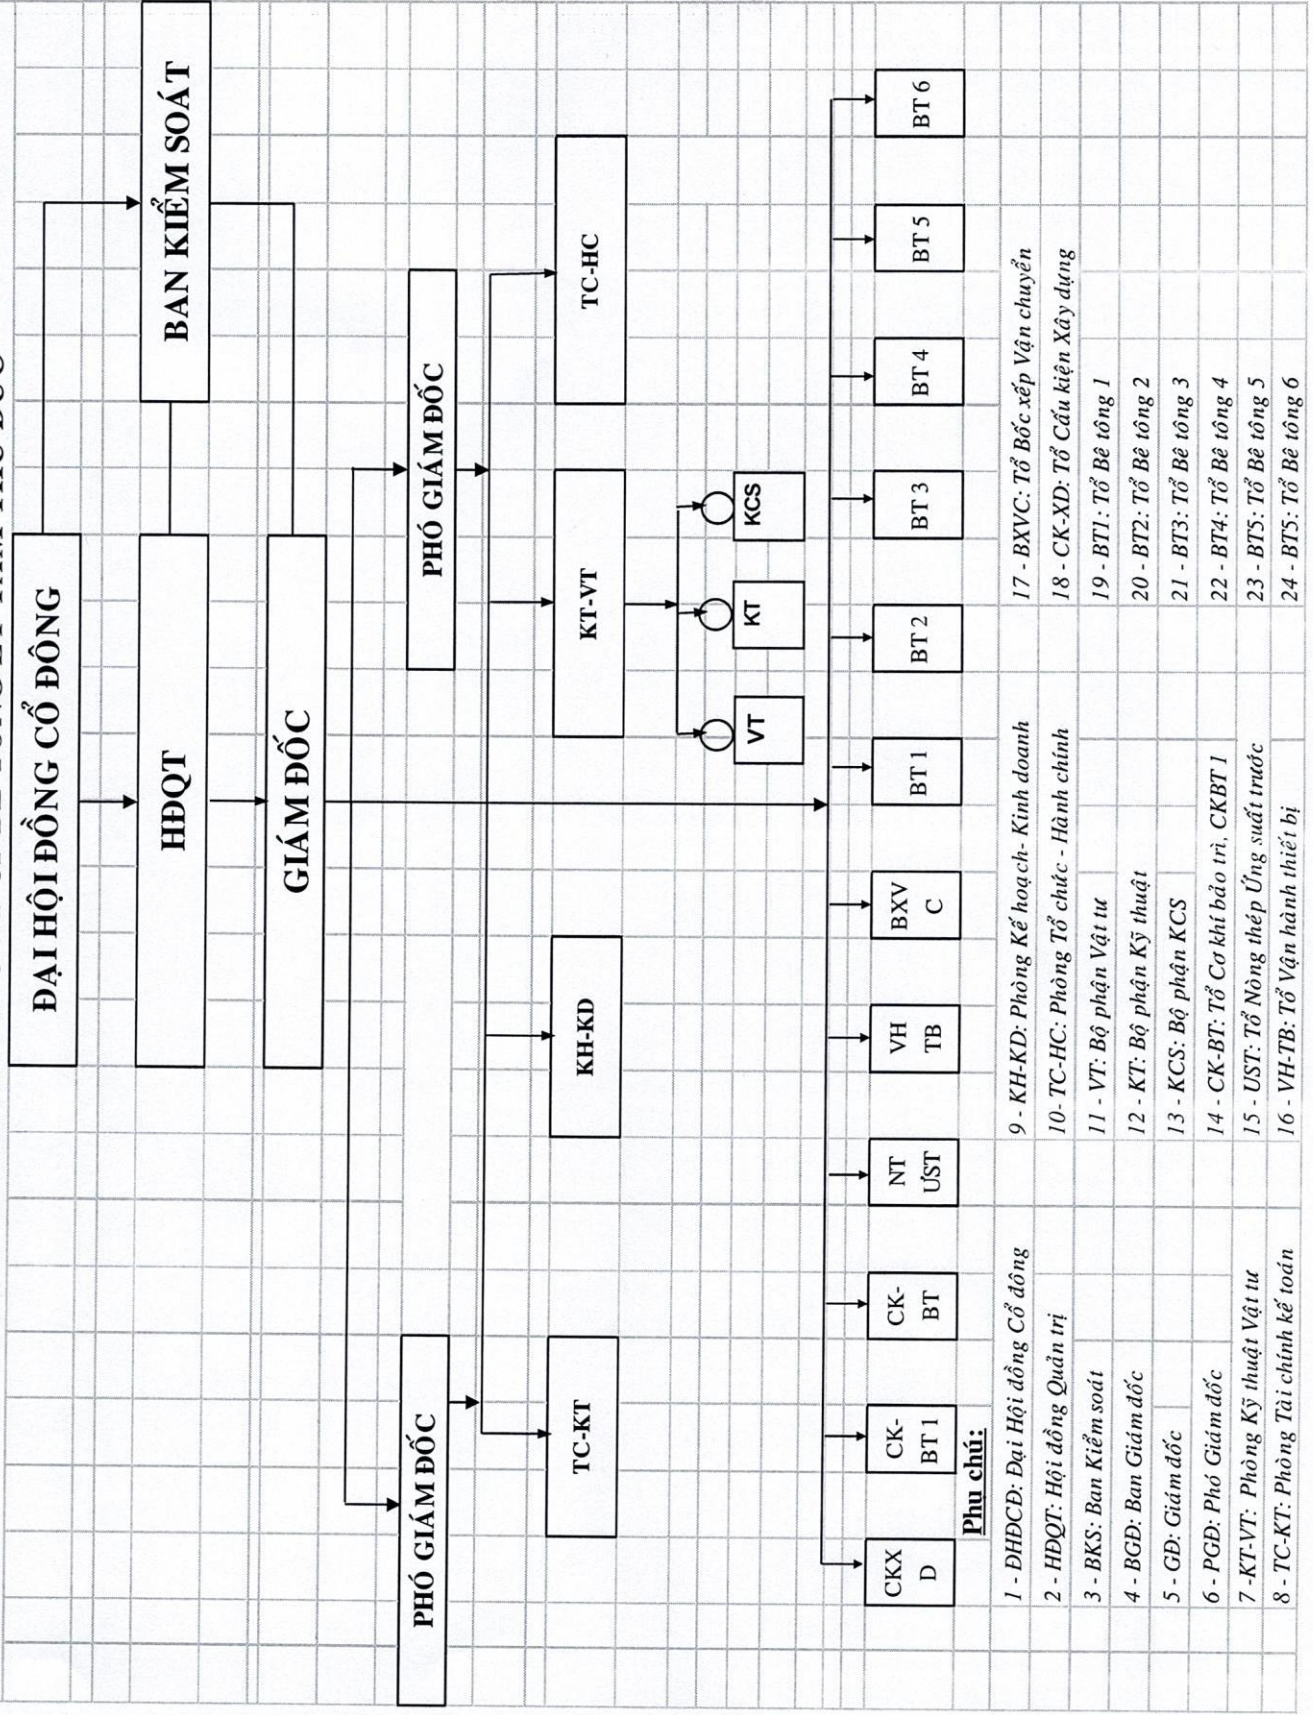 ĐẠI HỘI ĐỒNG CỔ ĐÔNG
HĐQT
BAN KIỂM SOÁT
GIÁM ĐỐC
PHÓ GIÁM ĐỐC
PHÓ GIÁM ĐỐC
TC-KT
KH-KD
KT-VT
TC-HC
VT
KT
KCS
CKX
D
CK-
BT 1
CK-
BT
NT
ƯST
VH
TB
BXV
C
BT 1
BT 2
BT 3
BT 4
BT 5
BT 6
Phụ chú:
1 - ĐHĐCĐ: Đại Hội đồng Cổ đông
2 - HĐQT: Hội đồng Quản trị
3 - BKS: Ban Kiểm soát
4 - BGĐ: Ban Giám đốc
5 - GĐ: Giám đốc
6 - PGĐ: Phó Giám đốc
7 -KT-VT: Phòng Kỹ thuật Vật tư
8 - TC-KT: Phòng Tài chính kế toán
9 - KH-KD: Phòng Kế hoạch- Kinh doanh
10- TC-HC: Phòng Tổ chức - Hành chính
11 - VT: Bộ phận Vật tư
12 - KT: Bộ phận Kỹ thuật
13 - KCS: Bộ phận KCS
14 - CK-BT: Tổ Cơ khí bảo trì, CKBT 1
15 - UST: Tổ Nòng thép Ứng suất trước
16 - VH-TB: Tổ Vận hành thiết bị
17 - BXVC: Tổ Bốc xếp Vận chuyển
18 - CK-XD: Tổ Cấu kiện Xây dựng
19 - BT1: Tổ Bê tông 1
20 - BT2: Tổ Bê tông 2
21 - BT3: Tổ Bê tông 3
22 - BT4: Tổ Bê tông 4
23 - BT5: Tổ Bê tông 5
24 - BT5: Tổ Bê tông 6